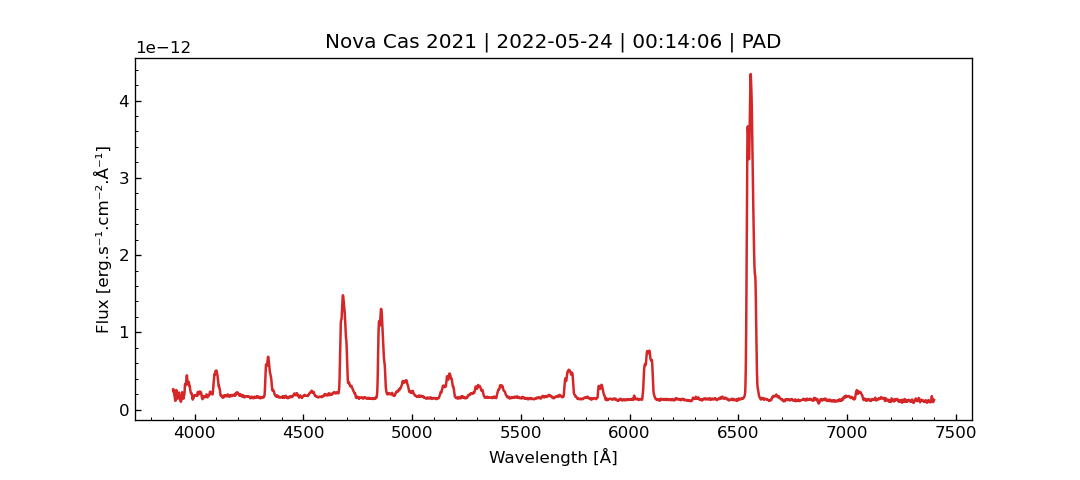 Nova Cas 2021 | 2022-05-24 | 00:14:06 | PAD
1e−12
4
3
2
1
0
Flux [erg.s⁻¹.cm⁻².Å⁻¹]
4000 4500 5000 5500 6000 6500 7000 7500
Wavelength [Å]